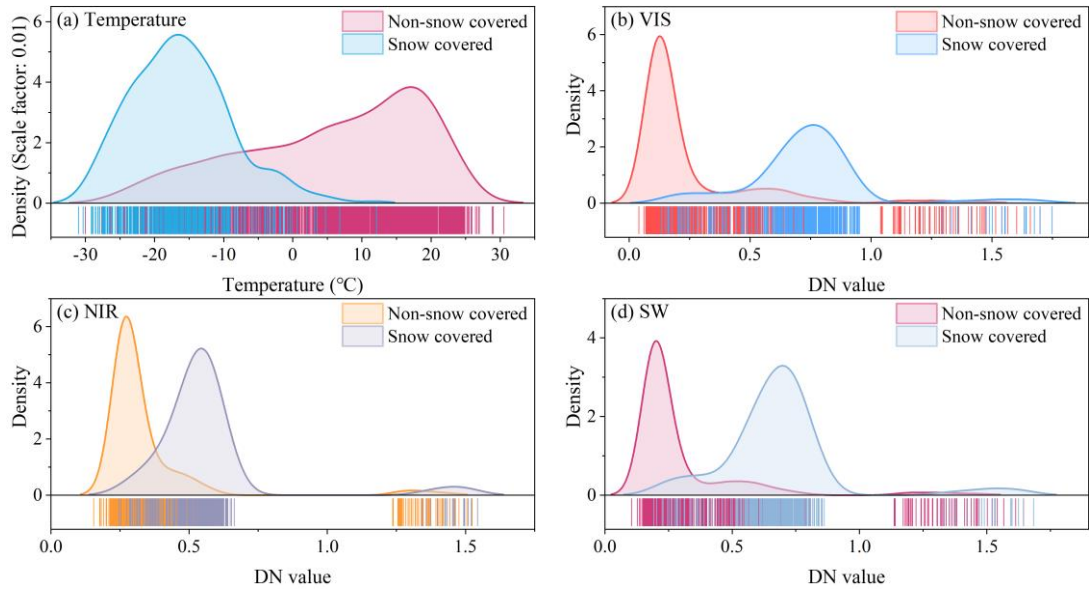 (a) Temperature
Non-snow covered
Snow covered
Density (Scale factor: 0.01)
6
4
2
0
-30 -20 -10 0 10 20 30
Temperature (℃)
(b) VIS
Non-snow covered
Snow covered
Density
6
4
2
0
0.0 0.5 1.0 1.5
DN value
(c) NIR
Non-snow covered
Snow covered
Density
6
4
2
0
0.0 0.5 1.0 1.5
DN value
(d) SW
Non-snow covered
Snow covered
Density
4
2
0
0.0 0.5 1.0 1.5
DN value